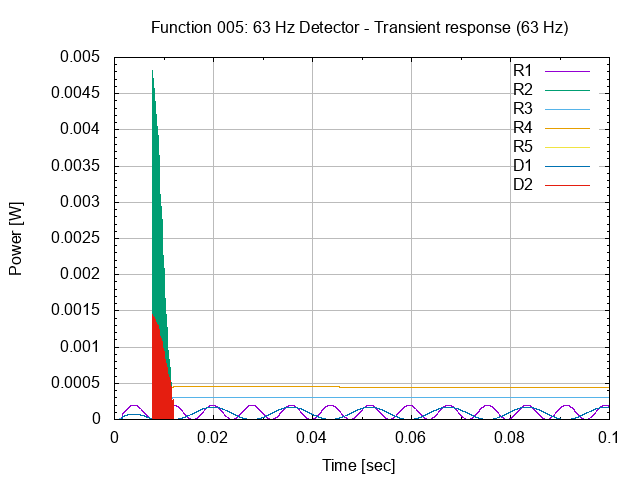 Function 005: 63 Hz Detector - Transient response (63 Hz)
0.005
0.0045
0.004
0.0035
0.003
0.0025
0.002
0.0015
0.001
0.0005
0
Power [W]
R1
R2
R3
R4
R5
D1
D2
0 0.02 0.04 0.06 0.08 0.1
Time [sec]